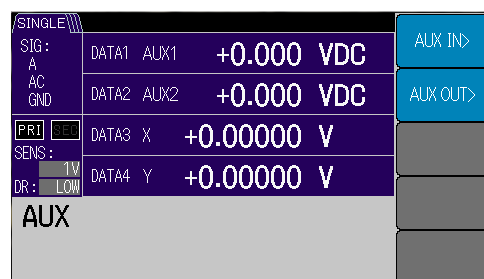 SINGLE
SIG:
A
AC
GND
PRI SEC
SENS:
1V
DR: LOW
DATA1 AUX1 +0.000 VDC
DATA2 AUX2 +0.000 VDC
DATA3 X +0.00000 V
DATA4 Y +0.00000 V
AUX
AUX IN>
AUX OUT>